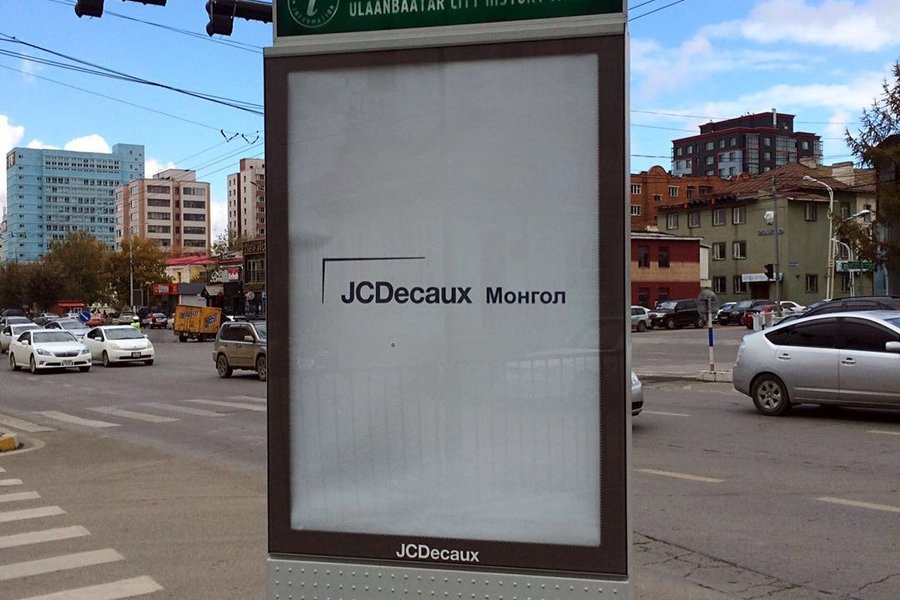 ULAANBAATAR CITY HISTORY
JCDecaux Монгол
JCDecaux